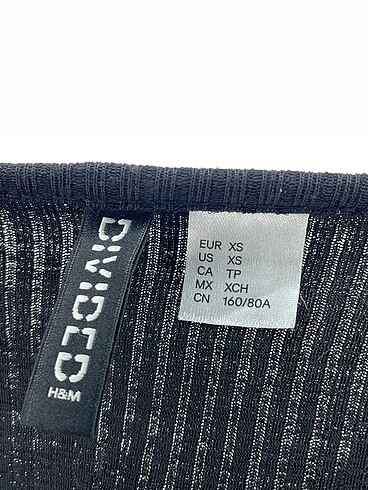 DIVIDED
H&M
EUR XS
US XS
CA TP
MX XCH
CN 160/80A